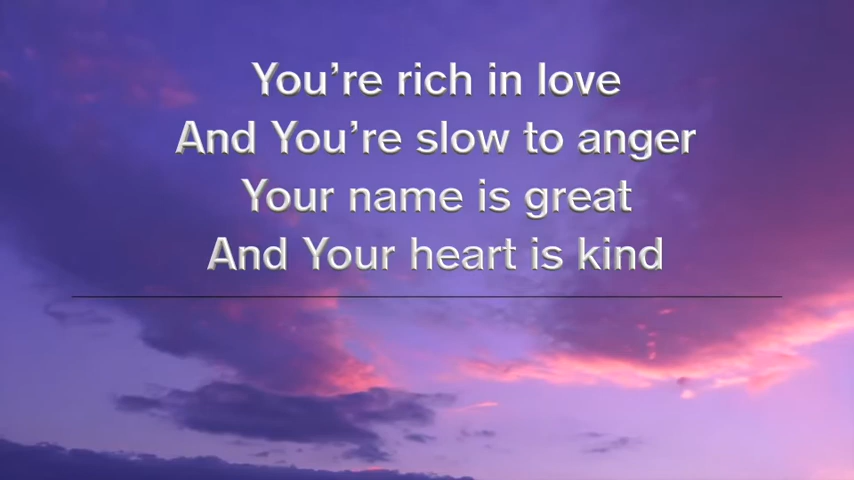 You’re rich in love
And You’re slow to anger
Your name is great
And Your heart is kind